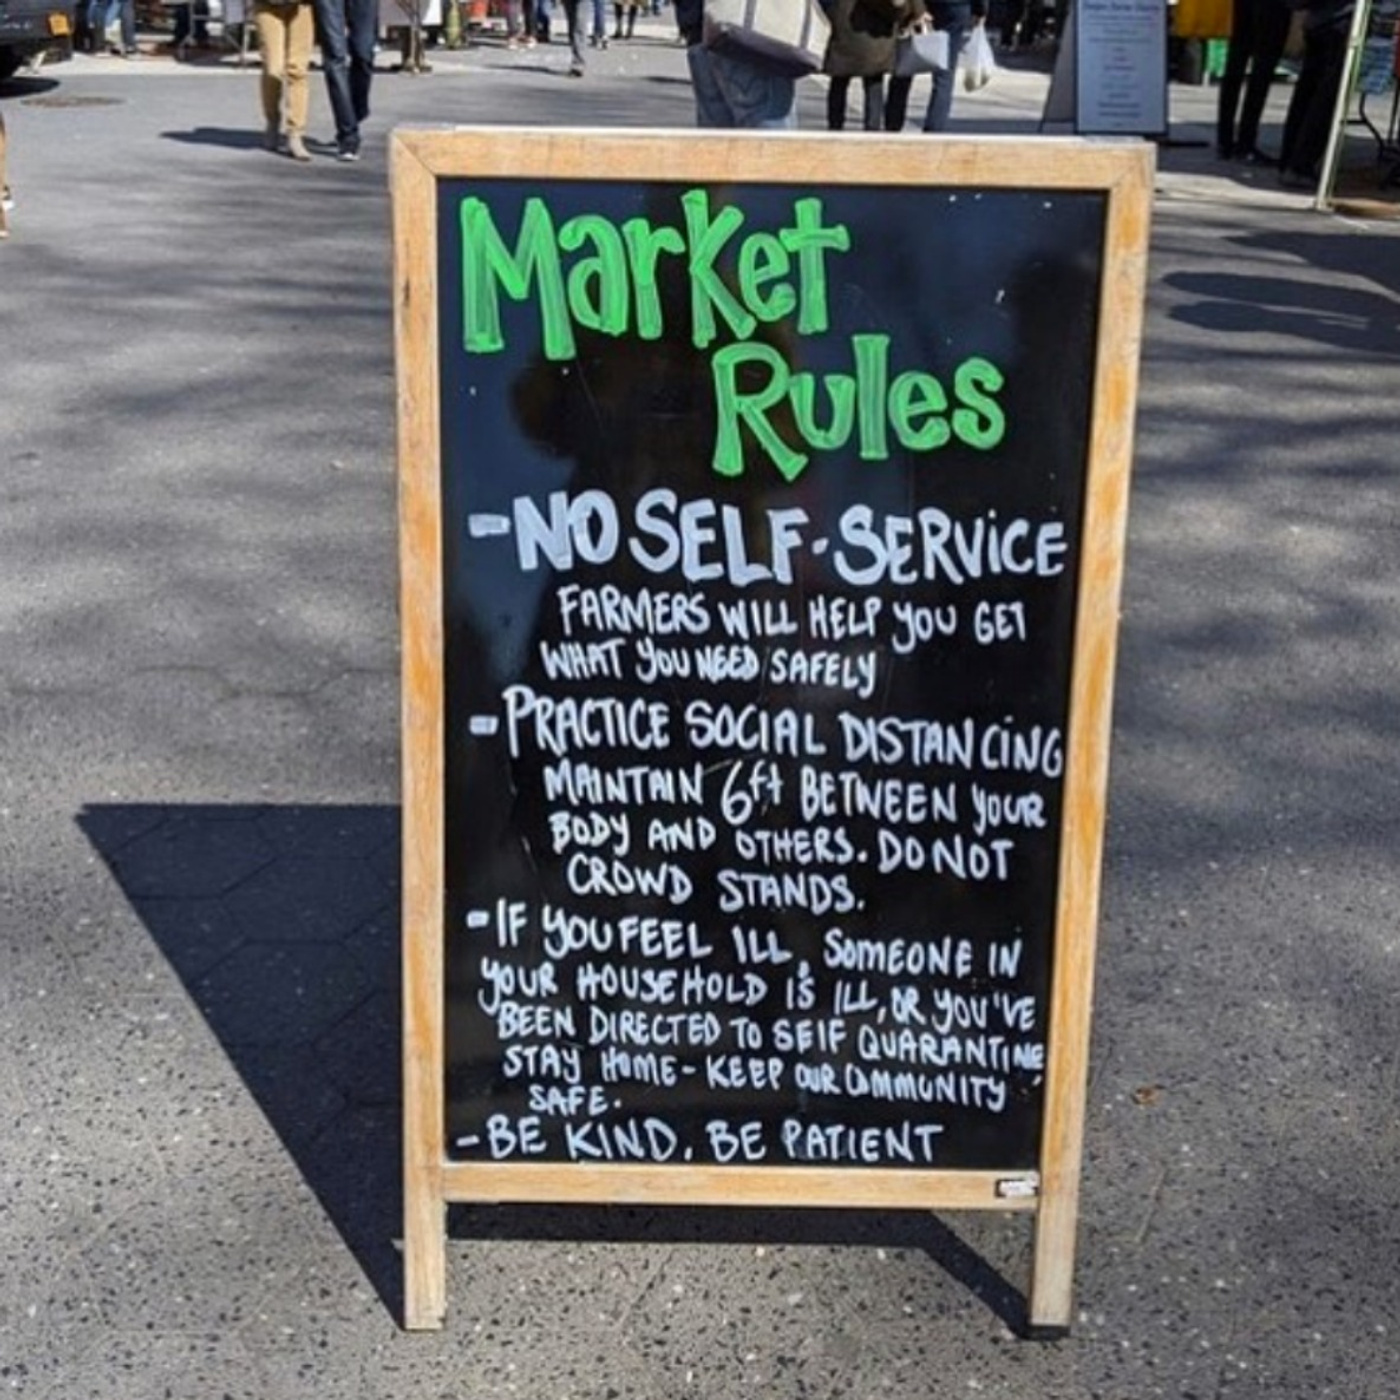 Market
Rules
-NO SELF-SERVICE
FARMERS WILL HELP YOU GET
WHAT YOU NEED SAFELY
-PRACTICE SOCIAL DISTANCING
MAINTAIN 6ft BETWEEN YOUR
BODY AND OTHERS. DO NOT
CROWD STANDS.
-IF YOU FEEL ILL, SOMEONE IN
YOUR HOUSEHOLD IS ILL, OR YOU'VE
BEEN DIRECTED TO SElF QUARANTINE,
STAY HOME - KEEP OUR COMMUNITY
SAFE.
-BE KIND, BE PATIENT